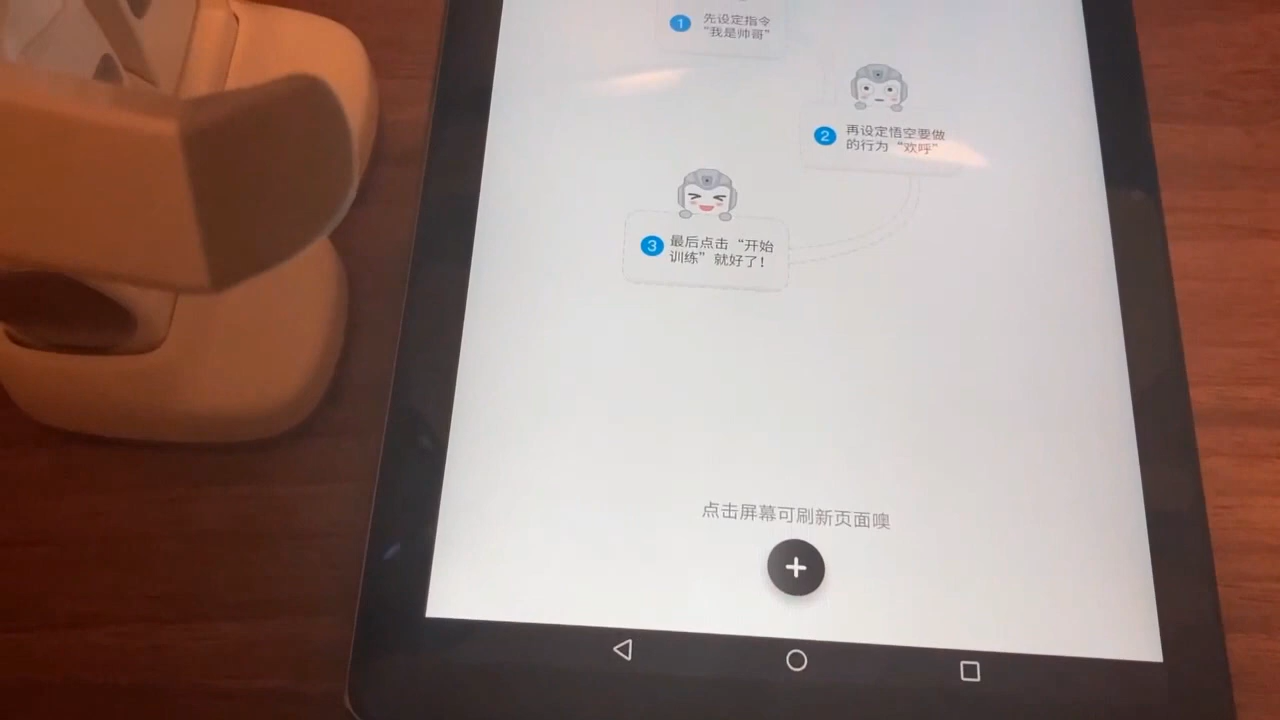 1 先设定指令
“我是帅哥”
2 再设定悟空要做
的行为“欢呼”
3 最后点击“开始
训练”就好了!
点击屏幕可刷新页面噢